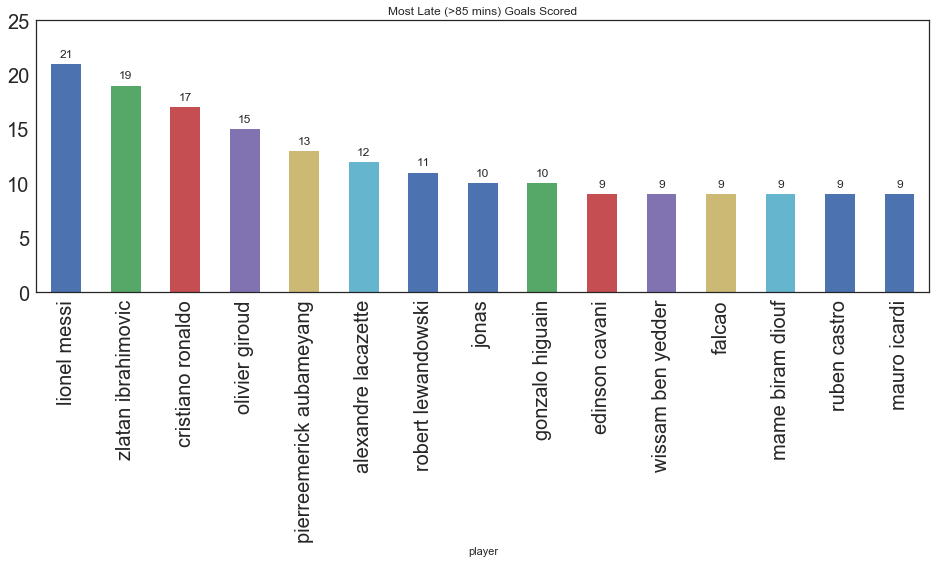 Most Late (>85 mins) Goals Scored
25
20
15
10
5
0
21
19
17
15
13
12
11
10
10
9
9
9
9
9
9
lionel messi
zlatan ibrahimovic
cristiano ronaldo
olivier giroud
pierreemerick aubameyang
alexandre lacazette
robert lewandowski
jonas
gonzalo higuain
edinson cavani
wissam ben yedder
falcao
mame biram diouf
ruben castro
mauro icardi
player